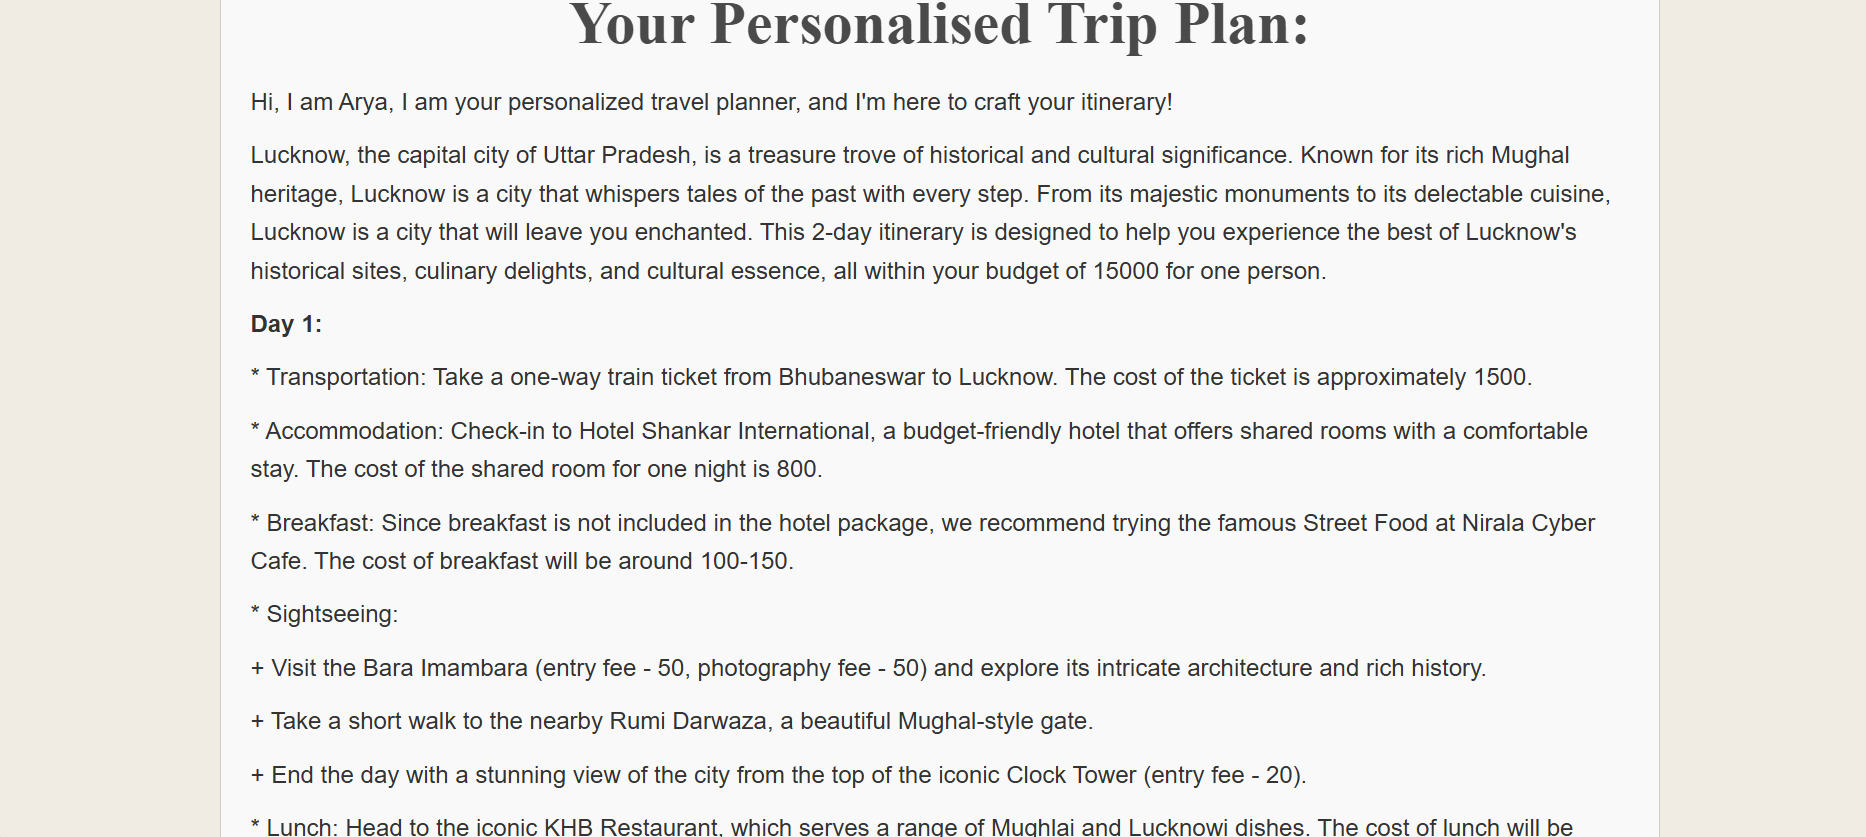 Your Personalised Trip Plan:
Hi, I am Arya, I am your personalized travel planner, and I'm here to craft your itinerary!
Lucknow, the capital city of Uttar Pradesh, is a treasure trove of historical and cultural significance. Known for its rich Mughal
heritage, Lucknow is a city that whispers tales of the past with every step. From its majestic monuments to its delectable cuisine,
Lucknow is a city that will leave you enchanted. This 2-day itinerary is designed to help you experience the best of Lucknow's
historical sites, culinary delights, and cultural essence, all within your budget of 15000 for one person.
Day 1:
* Transportation: Take a one-way train ticket from Bhubaneswar to Lucknow. The cost of the ticket is approximately 1500.
* Accommodation: Check-in to Hotel Shankar International, a budget-friendly hotel that offers shared rooms with a comfortable
stay. The cost of the shared room for one night is 800.
* Breakfast: Since breakfast is not included in the hotel package, we recommend trying the famous Street Food at Nirala Cyber
Cafe. The cost of breakfast will be around 100-150.
* Sightseeing:
+ Visit the Bara Imambara (entry fee - 50, photography fee - 50) and explore its intricate architecture and rich history.
+ Take a short walk to the nearby Rumi Darwaza, a beautiful Mughal-style gate.
+ End the day with a stunning view of the city from the top of the iconic Clock Tower (entry fee - 20).
* Lunch: Head to the iconic KHB Restaurant, which serves a range of Mughlai and Lucknowi dishes. The cost of lunch will be